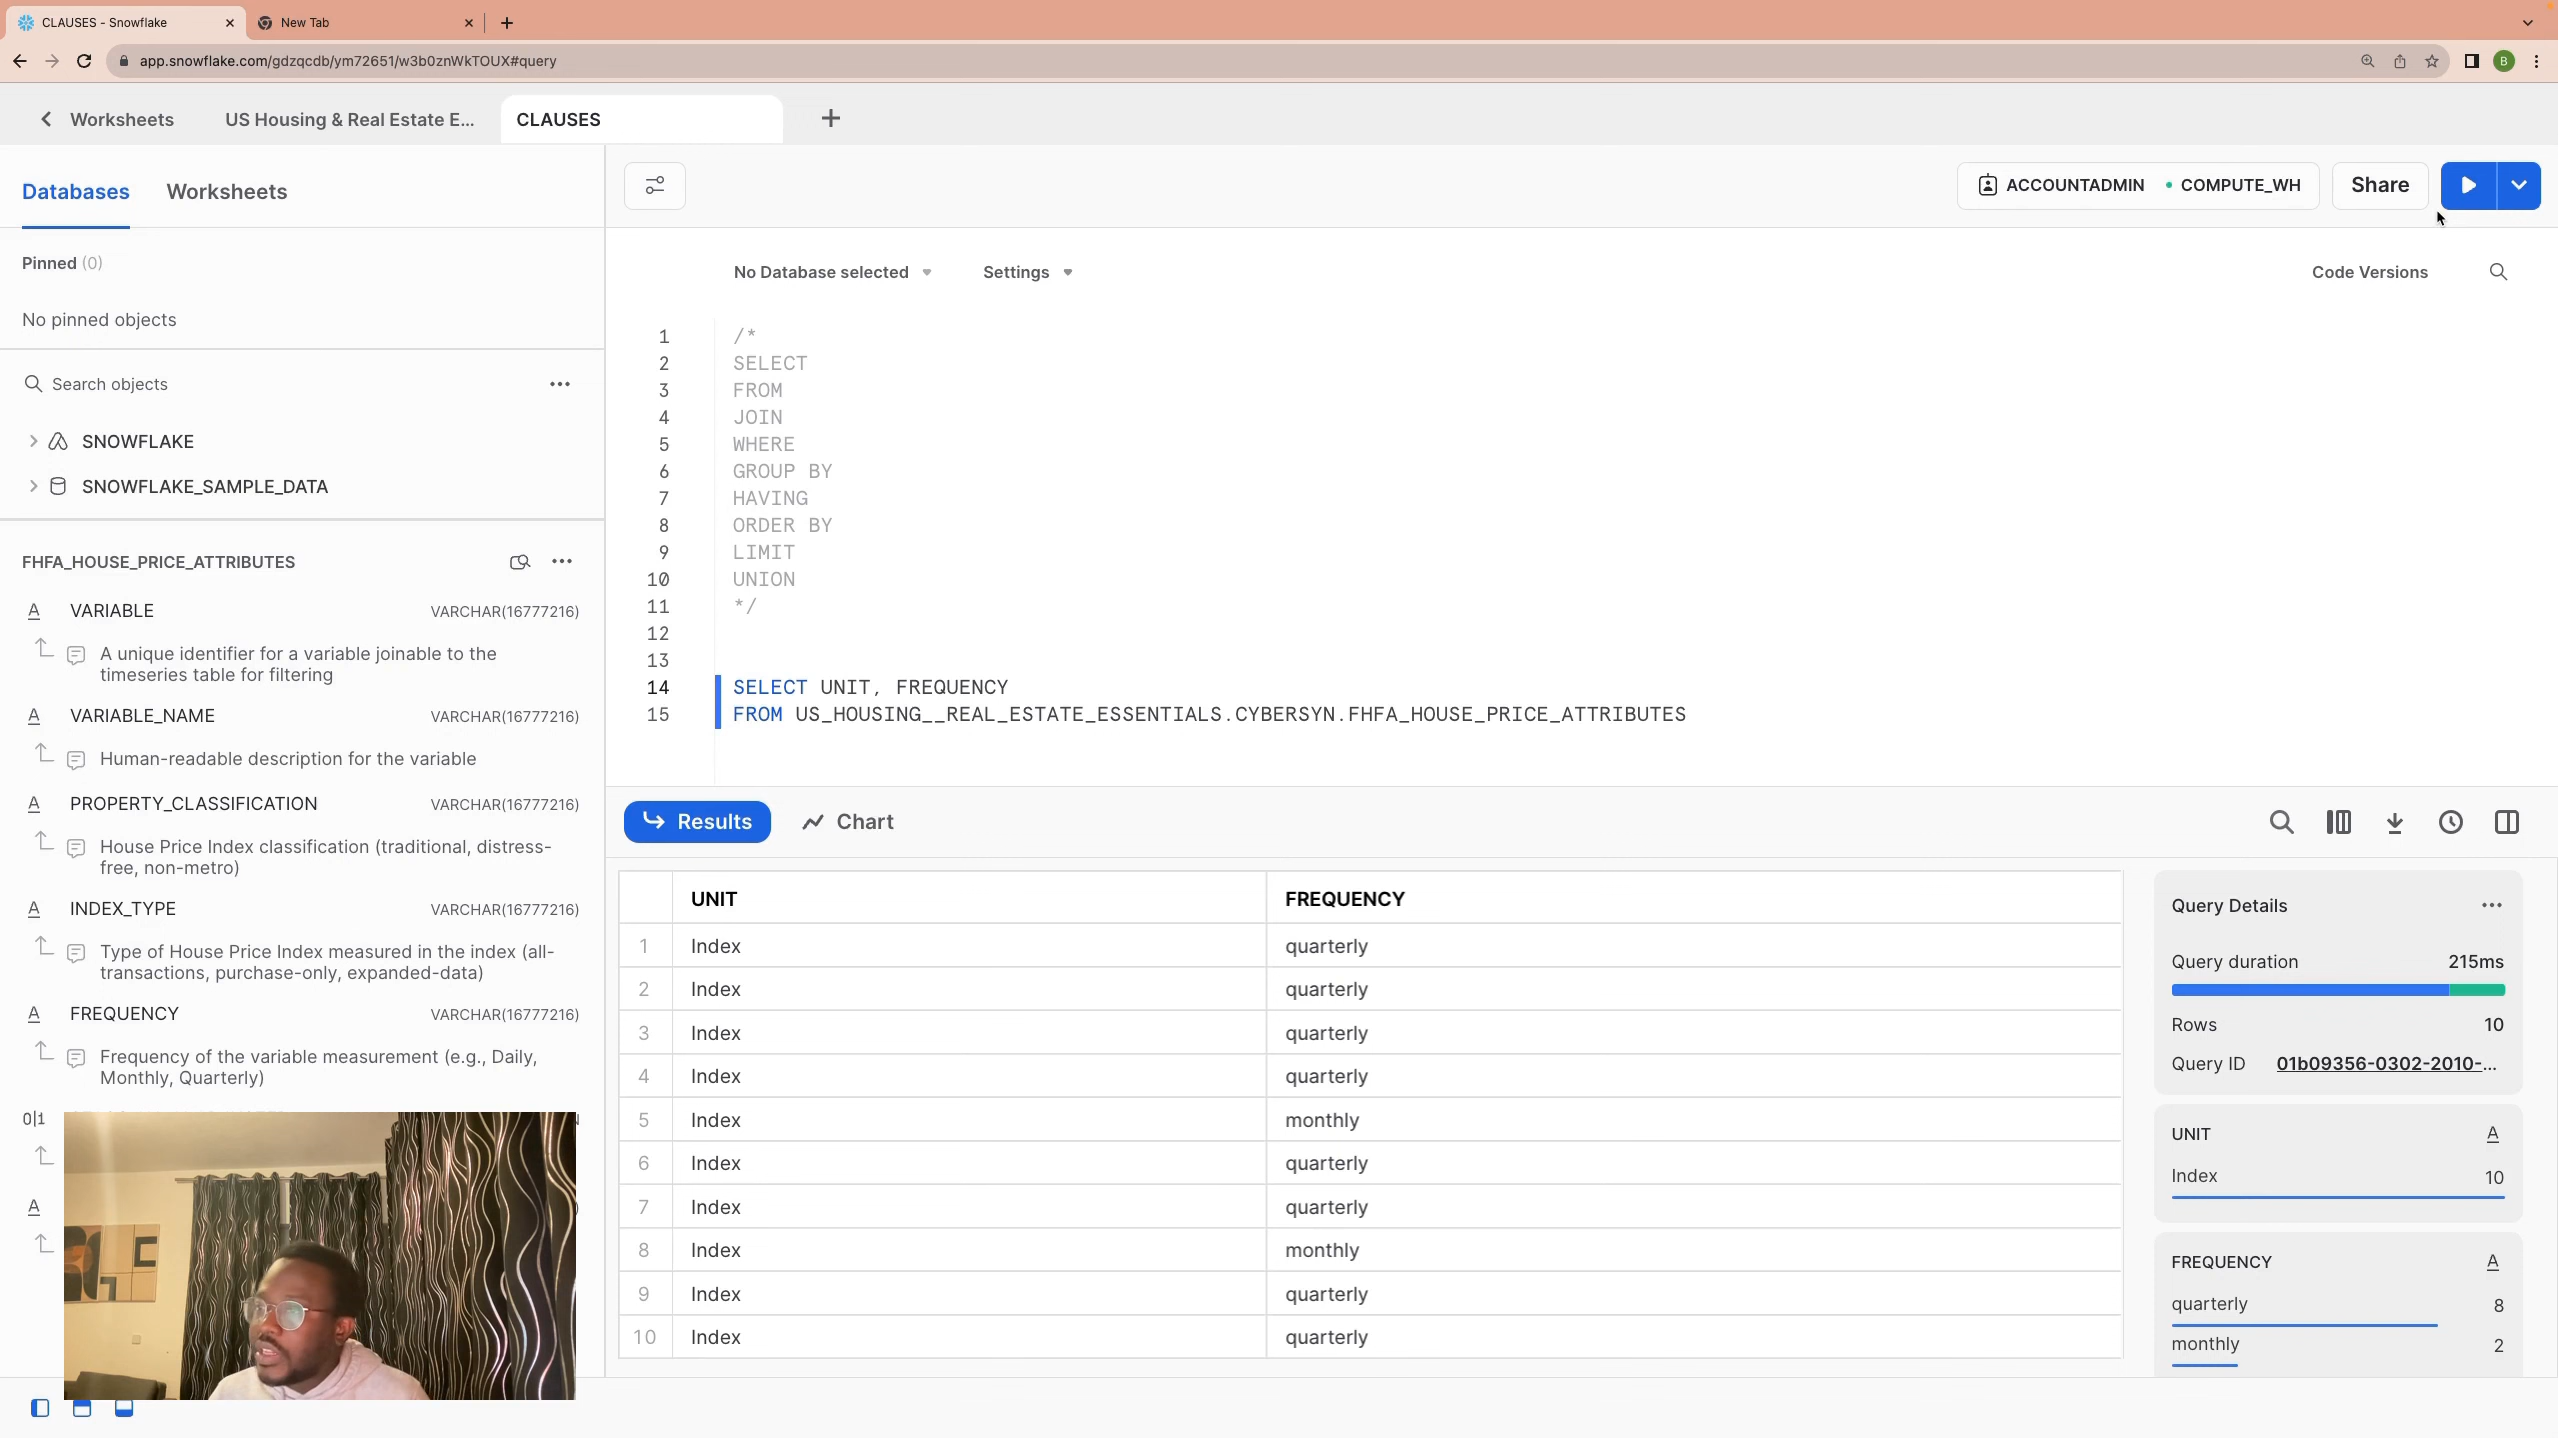 CLAUSES - Snowflake
New Tab
app.snowflake.com/gdzqcdb/ym72651/w3b0znWkTOUX#query
B
Worksheets
US Housing & Real Estate E...
CLAUSES
Databases
Worksheets
ACCOUNTADMIN
COMPUTE_WH
Share
Pinned (0)
No pinned objects
Search objects
SNOWFLAKE
SNOWFLAKE_SAMPLE_DATA
FHFA_HOUSE_PRICE_ATTRIBUTES
VARIABLE VARCHAR(16777216)
A unique identifier for a variable joinable to the
timeseries table for filtering
VARIABLE_NAME VARCHAR(16777216)
Human-readable description for the variable
PROPERTY_CLASSIFICATION VARCHAR(16777216)
House Price Index classification (traditional, distress-
free, non-metro)
INDEX_TYPE VARCHAR(16777216)
Type of House Price Index measured in the index (all-
transactions, purchase-only, expanded-data)
FREQUENCY VARCHAR(16777216)
Frequency of the variable measurement (e.g., Daily,
Monthly, Quarterly)
0|1
No Database selected
Settings
Code Versions
1 /*
2 SELECT
3 FROM
4 JOIN
5 WHERE
6 GROUP BY
7 HAVING
8 ORDER BY
9 LIMIT
10 UNION
11 */
12
13
14 SELECT UNIT, FREQUENCY
15 FROM US_HOUSING__REAL_ESTATE_ESSENTIALS.CYBERSYN.FHFA_HOUSE_PRICE_ATTRIBUTES
Results
Chart
UNIT FREQUENCY
1 Index quarterly
2 Index quarterly
3 Index quarterly
4 Index quarterly
5 Index monthly
6 Index quarterly
7 Index quarterly
8 Index monthly
9 Index quarterly
10 Index quarterly
Query Details
Query duration 215ms
Rows 10
Query ID 01b09356-0302-2010-...
UNIT A
Index 10
FREQUENCY A
quarterly 8
monthly 2